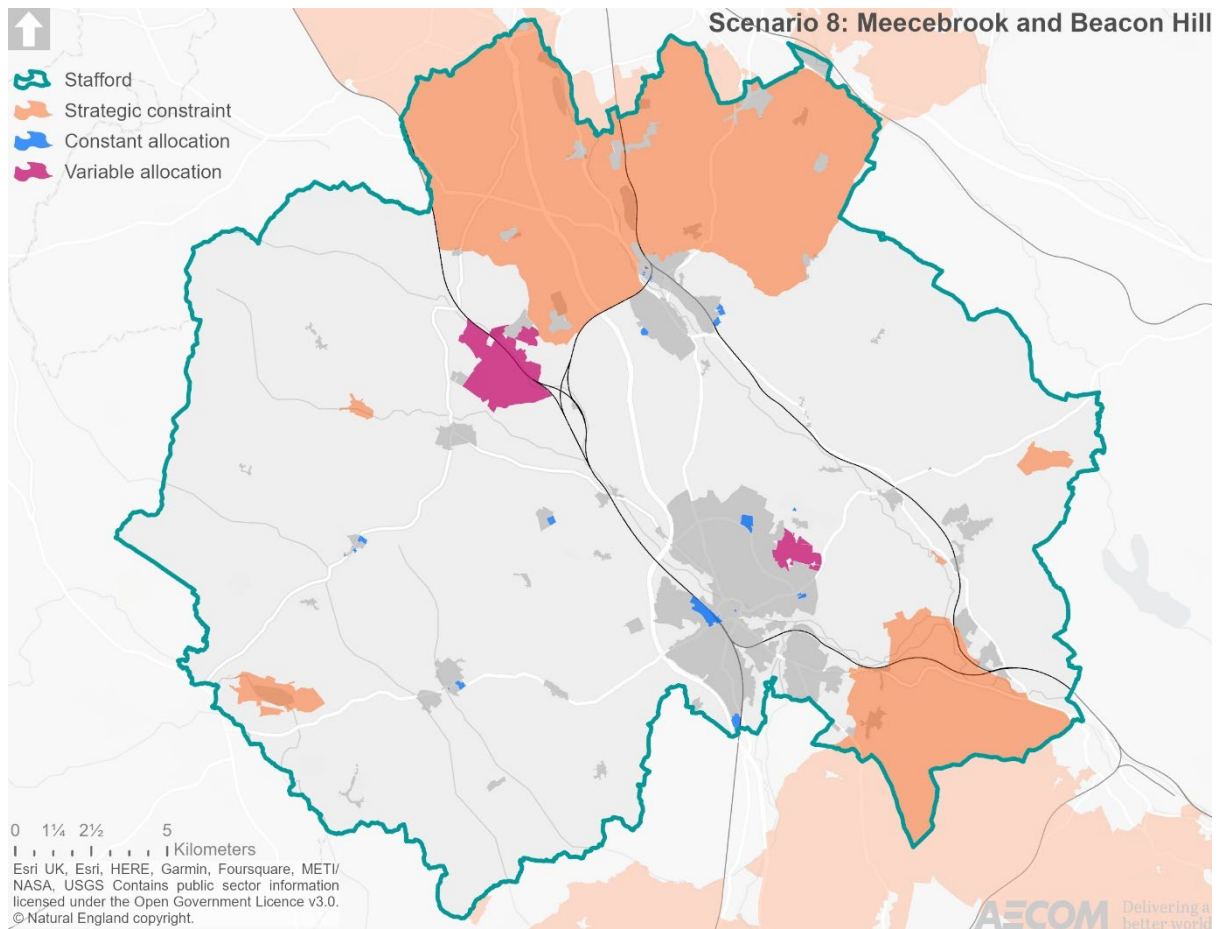 Scenario 8: Meecebrook and Beacon Hill
Stafford
Strategic constraint
Constant allocation
Variable allocation
0 1¼ 2½ 5
Kilometers
Esri UK, Esri, HERE, Garmin, Foursquare, METI/
NASA, USGS Contains public sector information
licensed under the Open Government Licence v3.0.
© Natural England copyright.
AECOM Delivering a
better world